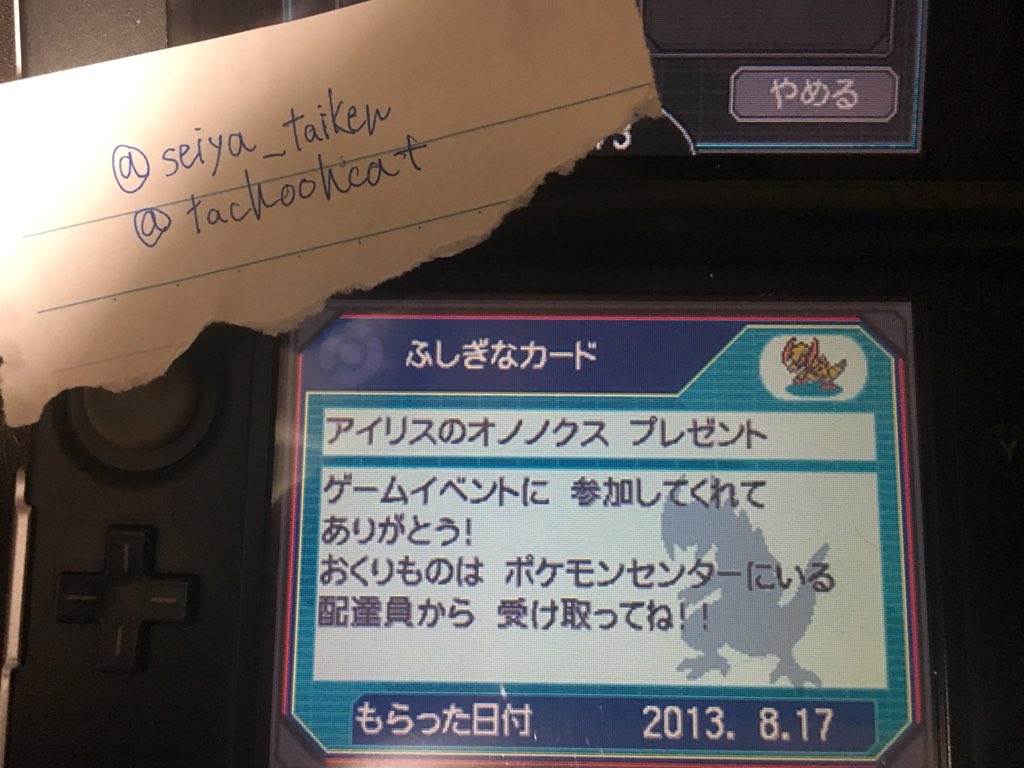 @seiya_taiken
@tachoohcat
やめる
ふしぎなカード
アイリスのオノノクス プレゼント
ゲームイベントに 参加してくれて
ありがとう!
おくりものは ポケモンセンターにいる
配達員から 受け取ってね!!
もらった日付 2013. 8.17
Y